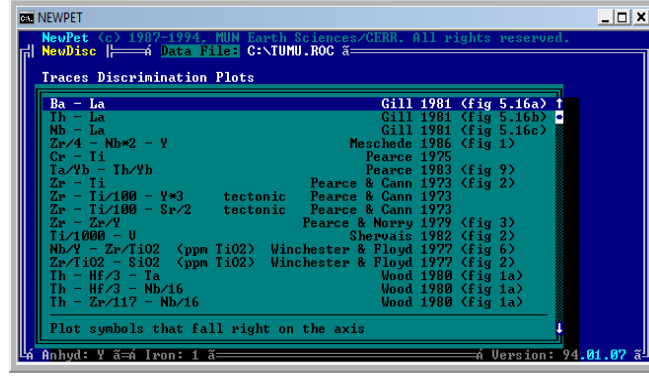 NEWPET
NewPet (c) 1987-1994, MUN Earth Sciences/CERR. All rights reserved.
NewDisc Data File: C:\TUMU.ROC
Traces Discrimination Plots
Ba - La Gill 1981 (fig 5.16a)
Th - La Gill 1981 (fig 5.16b)
Nb - La Gill 1981 (fig 5.16c)
Zr/4 - Nb*2 - Y Meschede 1986 (fig 1)
Cr - Ti Pearce 1975
Ta/Yb - Th/Yb Pearce 1983 (fig 9)
Zr - Ti Pearce & Cann 1973 (fig 2)
Zr - Ti/100 - Y*3 tectonic Pearce & Cann 1973
Zr - Ti/100 - Sr/2 tectonic Pearce & Cann 1973
Zr - Zr/Y Pearce & Norry 1979 (fig 3)
Ti/1000 - V Shervais 1982 (fig 2)
Nb/Y - Zr/TiO2 (ppm TiO2) Winchester & Floyd 1977 (fig 6)
Zr/TiO2 - SiO2 (ppm TiO2) Winchester & Floyd 1977 (fig 2)
Th - Hf/3 - Ta Wood 1980 (fig 1a)
Th - Hf/3 - Nb/16 Wood 1980 (fig 1a)
Th - Zr/117 - Nb/16 Wood 1980 (fig 1a)
Plot symbols that fall right on the axis
Anhyd: Y Iron: 1 Version: 94.01.07